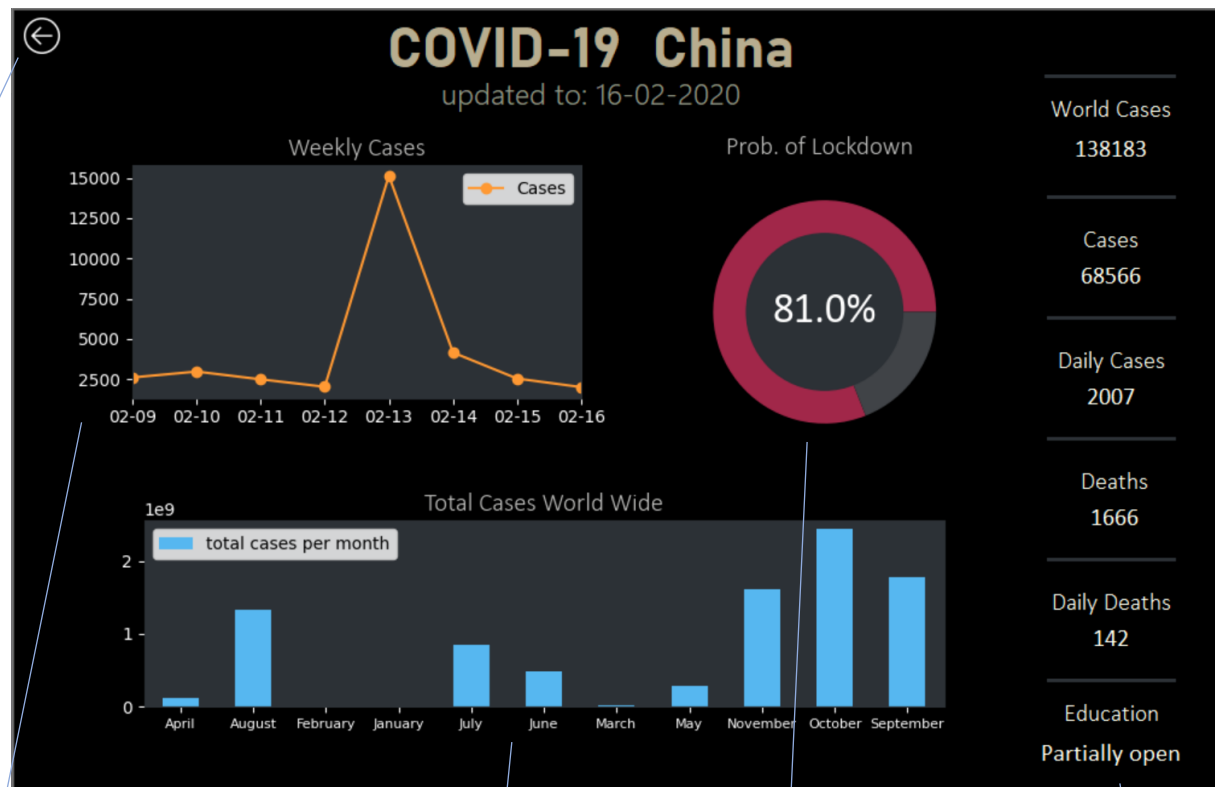 COVID-19 China
updated to: 16-02-2020
Weekly Cases
15000
12500
10000
7500
5000
2500
Cases
02-09 02-10 02-11 02-12 02-13 02-14 02-15 02-16
Prob. of Lockdown
81.0%
Total Cases World Wide
1e9
total cases per month
2
1
0
April August February January July June March May November October September
World Cases
138183
Cases
68566
Daily Cases
2007
Deaths
1666
Daily Deaths
142
Education
Partially open